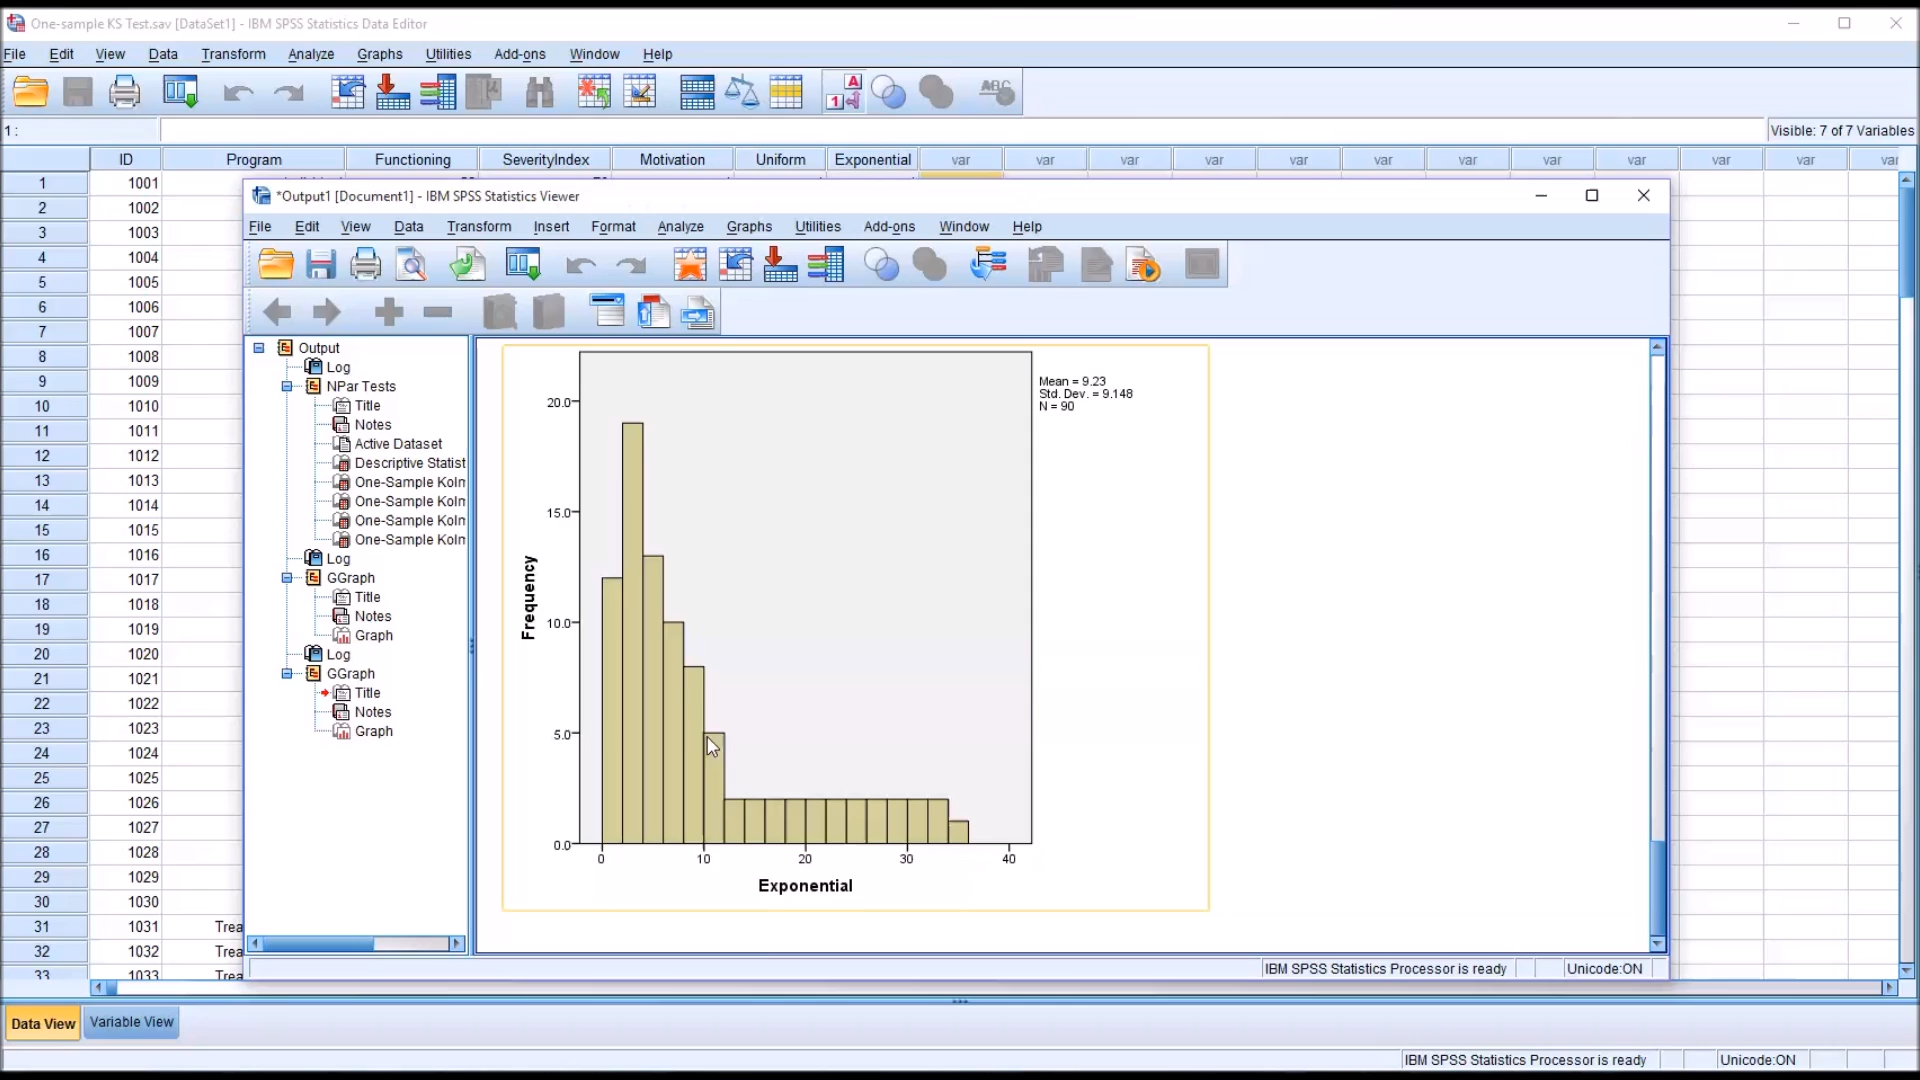 One-sample KS Test.sav [DataSet1] - IBM SPSS Statistics Data Editor
File Edit View Data Transform Analyze Graphs Utilities Add-ons Window Help
1 :
Visible: 7 of 7 Variables
ID Program Functioning SeverityIndex Motivation Uniform Exponential var var var var var var var var var var var var
1 1001
2 1002
3 1003
4 1004
5 1005
6 1006
7 1007
8 1008
9 1009
10 1010
11 1011
12 1012
13 1013
14 1014
15 1015
16 1016
17 1017
18 1018
19 1019
20 1020
21 1021
22 1022
23 1023
24 1024
25 1025
26 1026
27 1027
28 1028
29 1029
30 1030
31 1031 Trea
32 1032 Trea
33 1033 Trea
*Output1 [Document1] - IBM SPSS Statistics Viewer
File Edit View Data Transform Insert Format Analyze Graphs Utilities Add-ons Window Help
Output
Log
NPar Tests
Title
Notes
Active Dataset
Descriptive Statist
One-Sample Koln
One-Sample Koln
One-Sample Koln
One-Sample Koln
Log
GGraph
Title
Notes
Graph
Log
GGraph
Title
Notes
Graph
Mean = 9.23
Std. Dev. = 9.148
N = 90
Frequency
20.0
15.0
10.0
5.0
0.0
0 10 20 30 40
Exponential
IBM SPSS Statistics Processor is ready Unicode:ON
Data View Variable View
IBM SPSS Statistics Processor is ready Unicode:ON